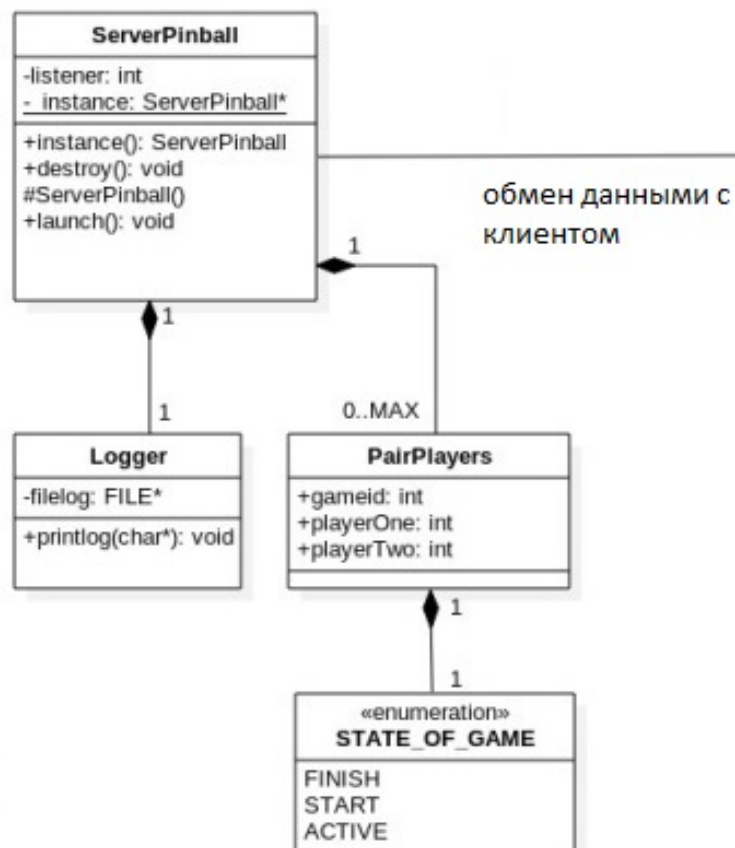 ServerPinball
-listener: int
-_instance: ServerPinball*
+instance(): ServerPinball
+destroy(): void
#ServerPinball()
+launch(): void
обмен данными с
клиентом
1
1
0..MAX
1
Logger
-filelog: FILE*
+printlog(char*): void
PairPlayers
+gameid: int
+playerOne: int
+playerTwo: int
1
1
«enumeration»
STATE_OF_GAME
FINISH
START
ACTIVE